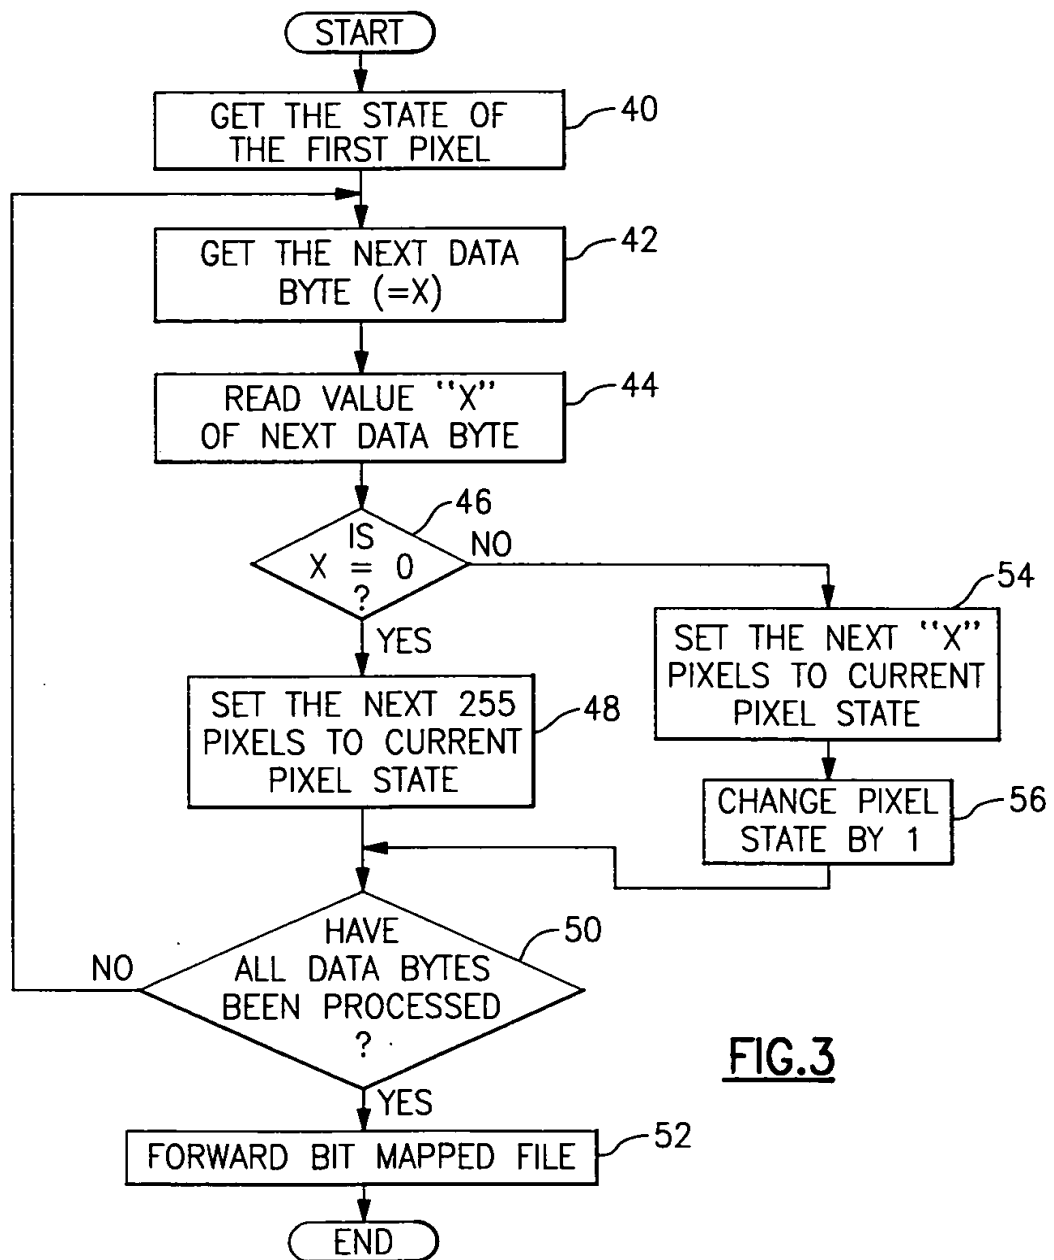 START
GET THE STATE OF
THE FIRST PIXEL
40
GET THE NEXT DATA
BYTE (=X)
42
READ VALUE "X"
OF NEXT DATA BYTE
44
IS
X = 0
?
46
NO
YES
SET THE NEXT "X"
PIXELS TO CURRENT
PIXEL STATE
54
SET THE NEXT 255
PIXELS TO CURRENT
PIXEL STATE
48
CHANGE PIXEL
STATE BY 1
56
HAVE
ALL DATA BYTES
BEEN PROCESSED
?
50
NO
YES
FIG.3
FORWARD BIT MAPPED FILE
52
END